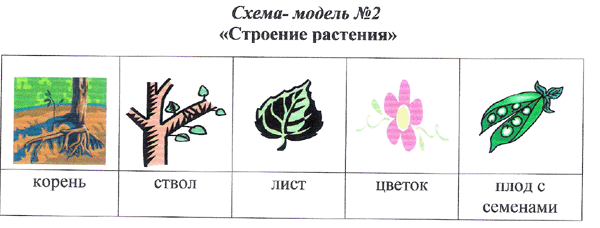 Схема- модель №2
«Строение растения»
корень
ствол
лист
цветок
плод с
семенами